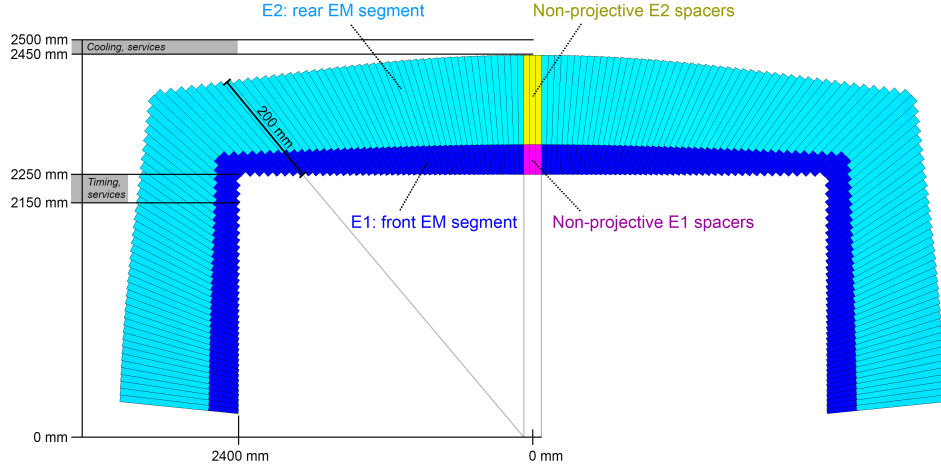 E2: rear EM segment
Non-projective E2 spacers
2500 mm
Cooling, services
2450 mm
200 mm
2250 mm
Timing,
services
2150 mm
E1: front EM segment
Non-projective E1 spacers
0 mm
2400 mm
0 mm